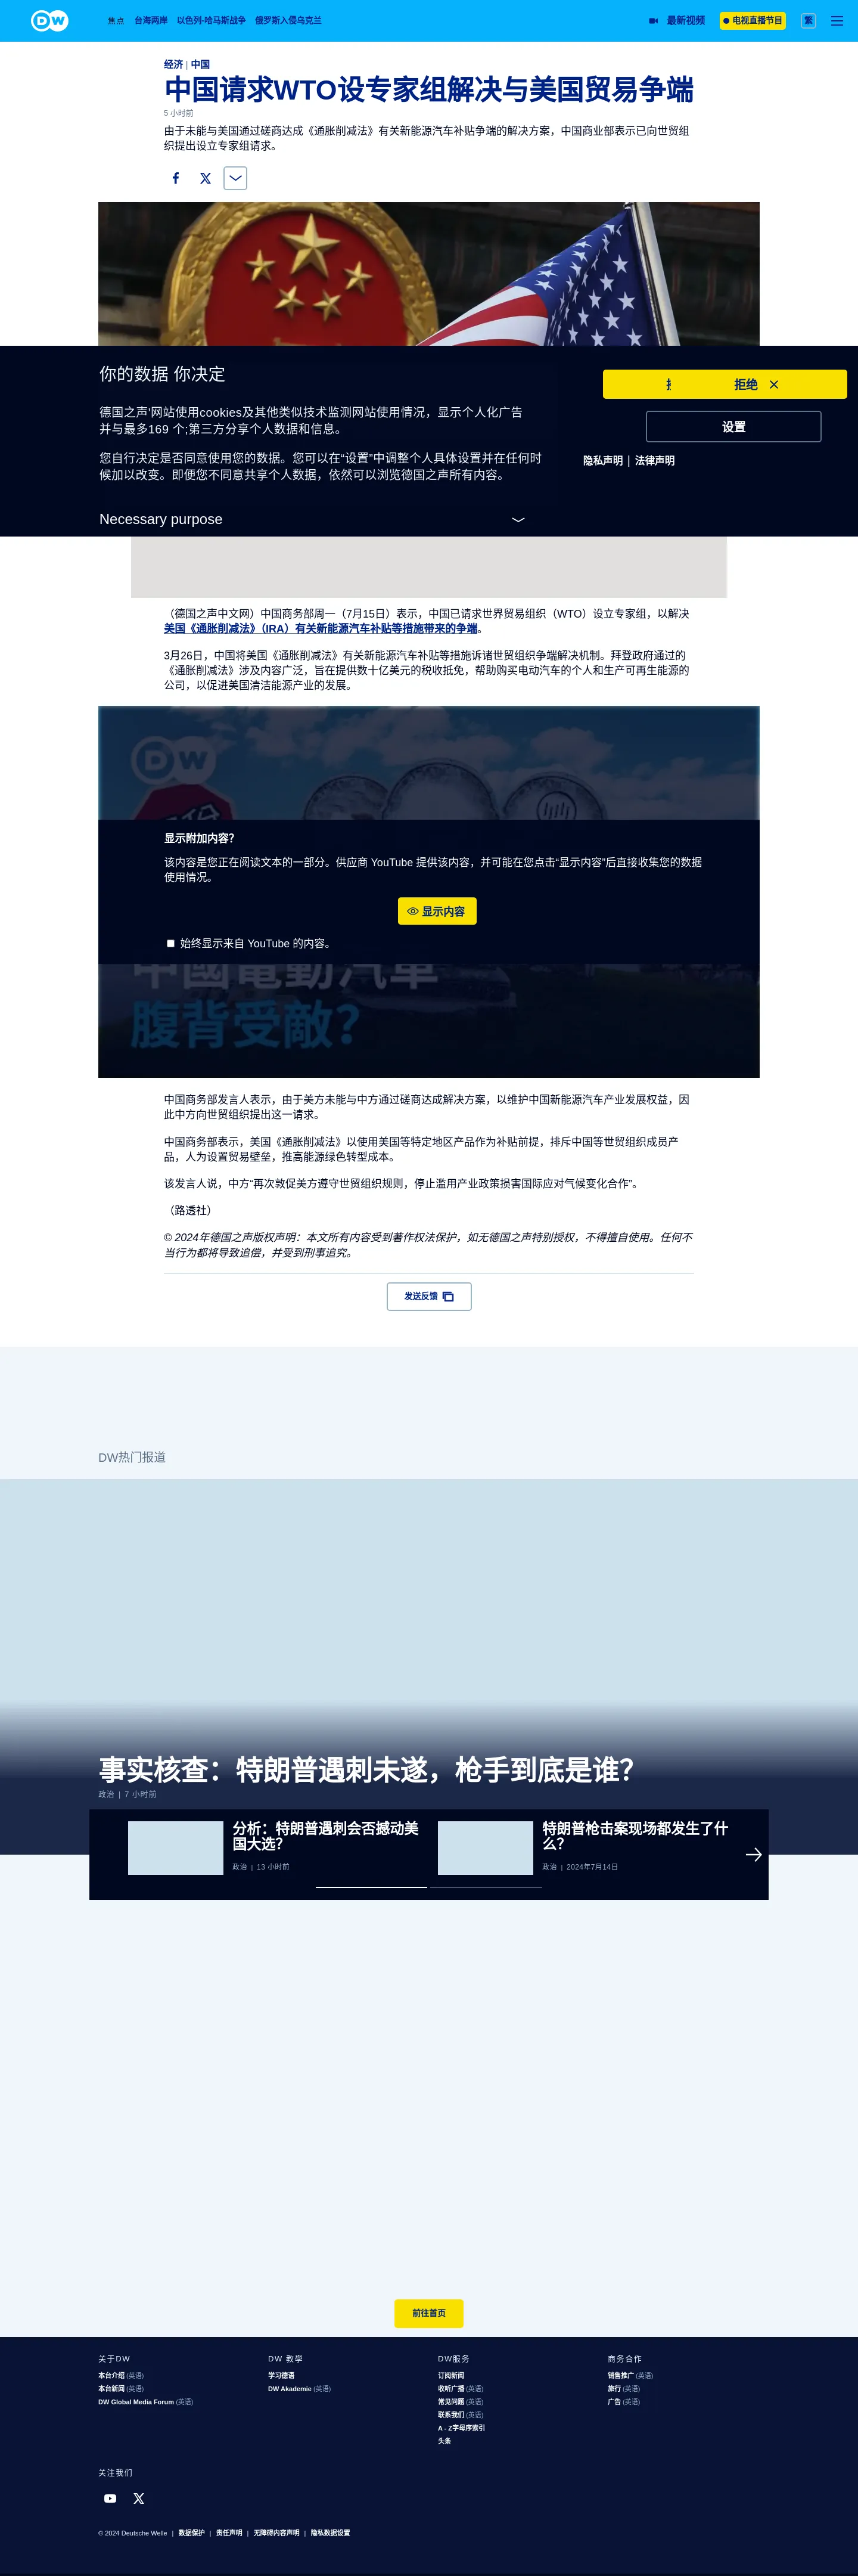 DW
焦点 台海两岸 以色列-哈马斯战争 俄罗斯入侵乌克兰 最新视频 电视直播节目 繁
经济 | 中国
中国请求WTO设专家组解决与美国贸易争端
5 小时前
由于未能与美国通过磋商达成《通胀削减法》有关新能源汽车补贴争端的解决方案，中国商业部表示已向世贸组
织提出设立专家组请求。
你的数据 你决定
德国之声'网站使用cookies及其他类似技术监测网站使用情况，显示个人化广告
并与最多169 个;第三方分享个人数据和信息。
您自行决定是否同意使用您的数据。您可以在“设置”中调整个人具体设置并在任何时
候加以改变。即便您不同意共享个人数据，依然可以浏览德国之声所有内容。
拒绝
设置
隐私声明 | 法律声明
Necessary purpose
（德国之声中文网）中国商务部周一（7月15日）表示，中国已请求世界贸易组织（WTO）设立专家组，以解决
美国《通胀削减法》（IRA）有关新能源汽车补贴等措施带来的争端。
3月26日，中国将美国《通胀削减法》有关新能源汽车补贴等措施诉诸世贸组织争端解决机制。拜登政府通过的
《通胀削减法》涉及内容广泛，旨在提供数十亿美元的税收抵免，帮助购买电动汽车的个人和生产可再生能源的
公司，以促进美国清洁能源产业的发展。
DW
显示附加内容？
该内容是您正在阅读文本的一部分。供应商 YouTube 提供该内容，并可能在您点击“显示内容”后直接收集您的数据
使用情况。
显示内容
始终显示来自 YouTube 的内容。
中國電動汽車
腹背受敵？
中国商务部发言人表示，由于美方未能与中方通过磋商达成解决方案，以维护中国新能源汽车产业发展权益，因
此中方向世贸组织提出这一请求。
中国商务部表示，美国《通胀削减法》以使用美国等特定地区产品作为补贴前提，排斥中国等世贸组织成员产
品，人为设置贸易壁垒，推高能源绿色转型成本。
该发言人说，中方“再次敦促美方遵守世贸组织规则，停止滥用产业政策损害国际应对气候变化合作”。
（路透社）
© 2024年德国之声版权声明：本文所有内容受到著作权法保护，如无德国之声特别授权，不得擅自使用。任何不
当行为都将导致追偿，并受到刑事追究。
发送反馈
DW热门报道
事实核查：特朗普遇刺未遂，枪手到底是谁？
政治 | 7 小时前
分析：特朗普遇刺会否撼动美
国大选？
政治 | 13 小时前
特朗普枪击案现场都发生了什
么？
政治 | 2024年7月14日
前往首页
关于DW
本台介绍 (英语)
本台新闻 (英语)
DW Global Media Forum (英语)
DW 教學
学习德语
DW Akademie (英语)
DW服务
订阅新闻
收听广播 (英语)
常见问题 (英语)
联系我们 (英语)
A - Z字母序索引
头条
商务合作
销售推广 (英语)
旅行 (英语)
广告 (英语)
关注我们
© 2024 Deutsche Welle | 数据保护 | 责任声明 | 无障碍内容声明 | 隐私数据设置